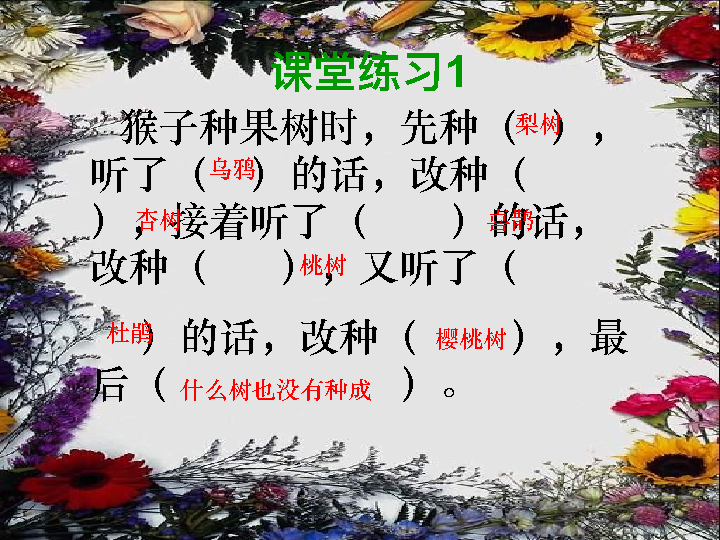 课堂练习1
猴子种果树时，先种（梨树），
听了（乌鸦）的话，改种（
杏树），接着听了（喜鹊）的话，
改种（桃树），又听了（
杜鹃）的话，改种（樱桃树），最
后（什么树也没有种成）。